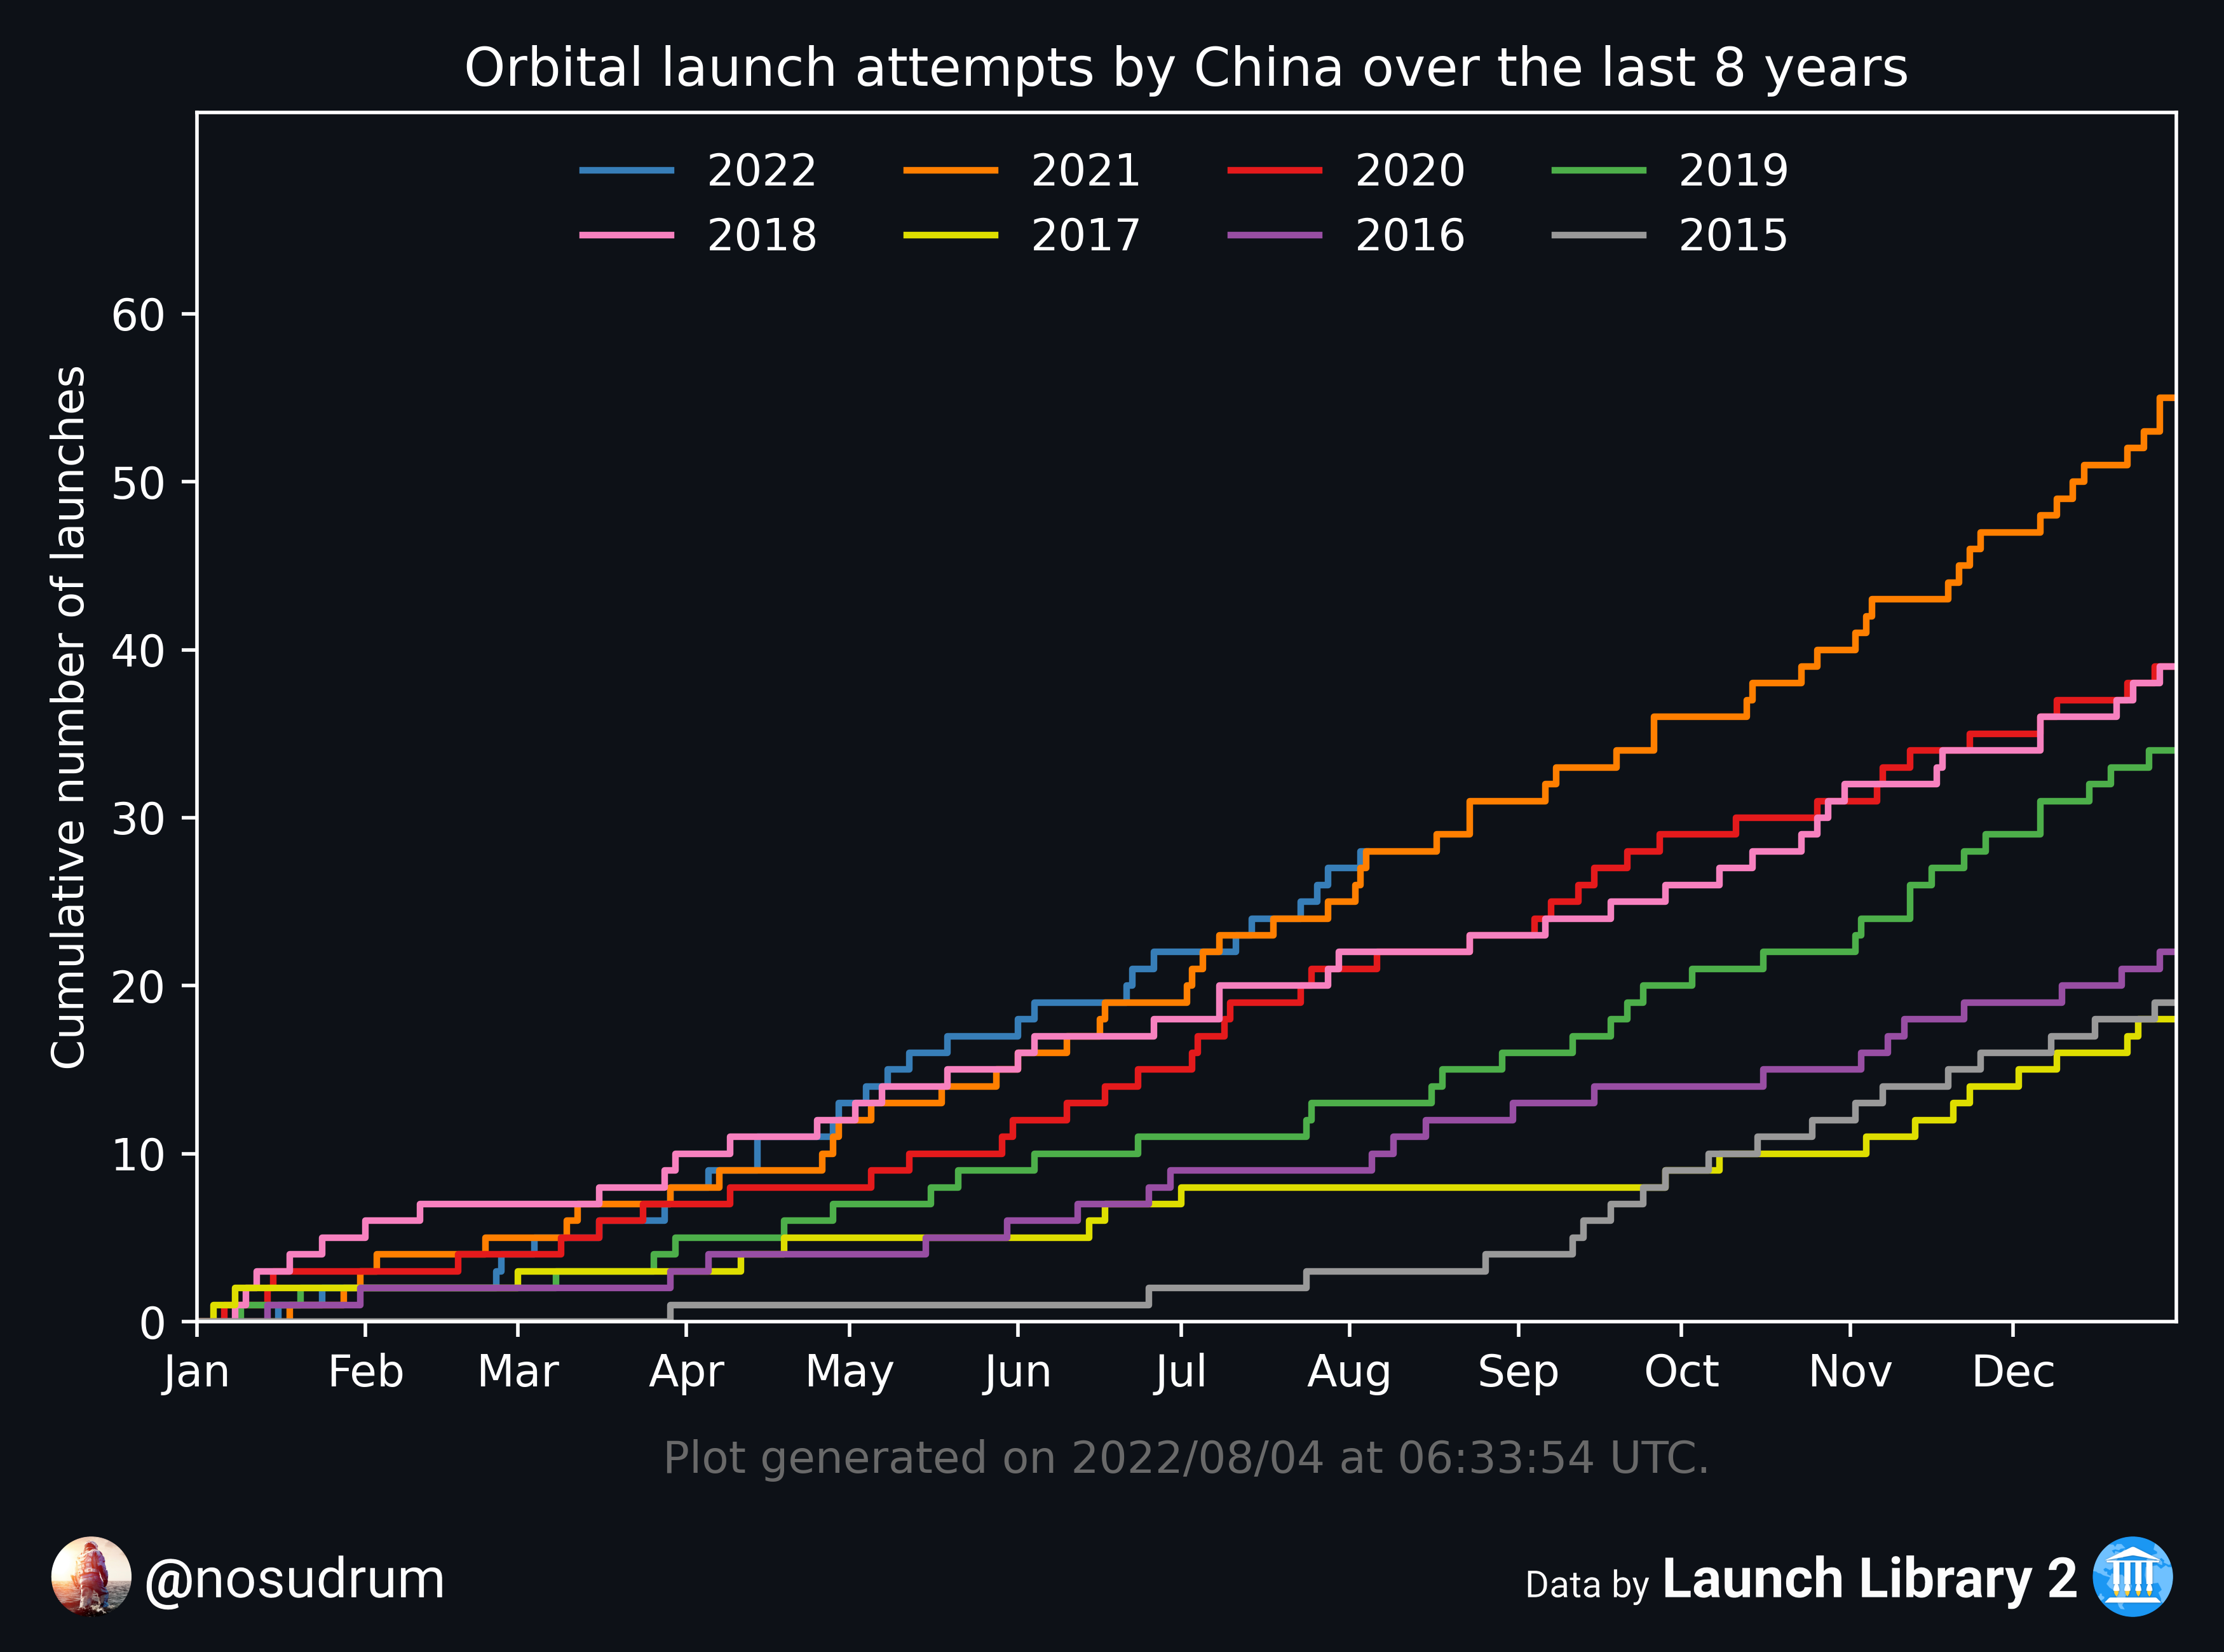 Orbital launch attempts by China over the last 8 years
2022 2021 2020 2019
2018 2017 2016 2015
Cumulative number of launches
60
50
40
30
20
10
0
Jan Feb Mar Apr May Jun Jul Aug Sep Oct Nov Dec
Plot generated on 2022/08/04 at 06:33:54 UTC.
@nosudrum
Data by Launch Library 2